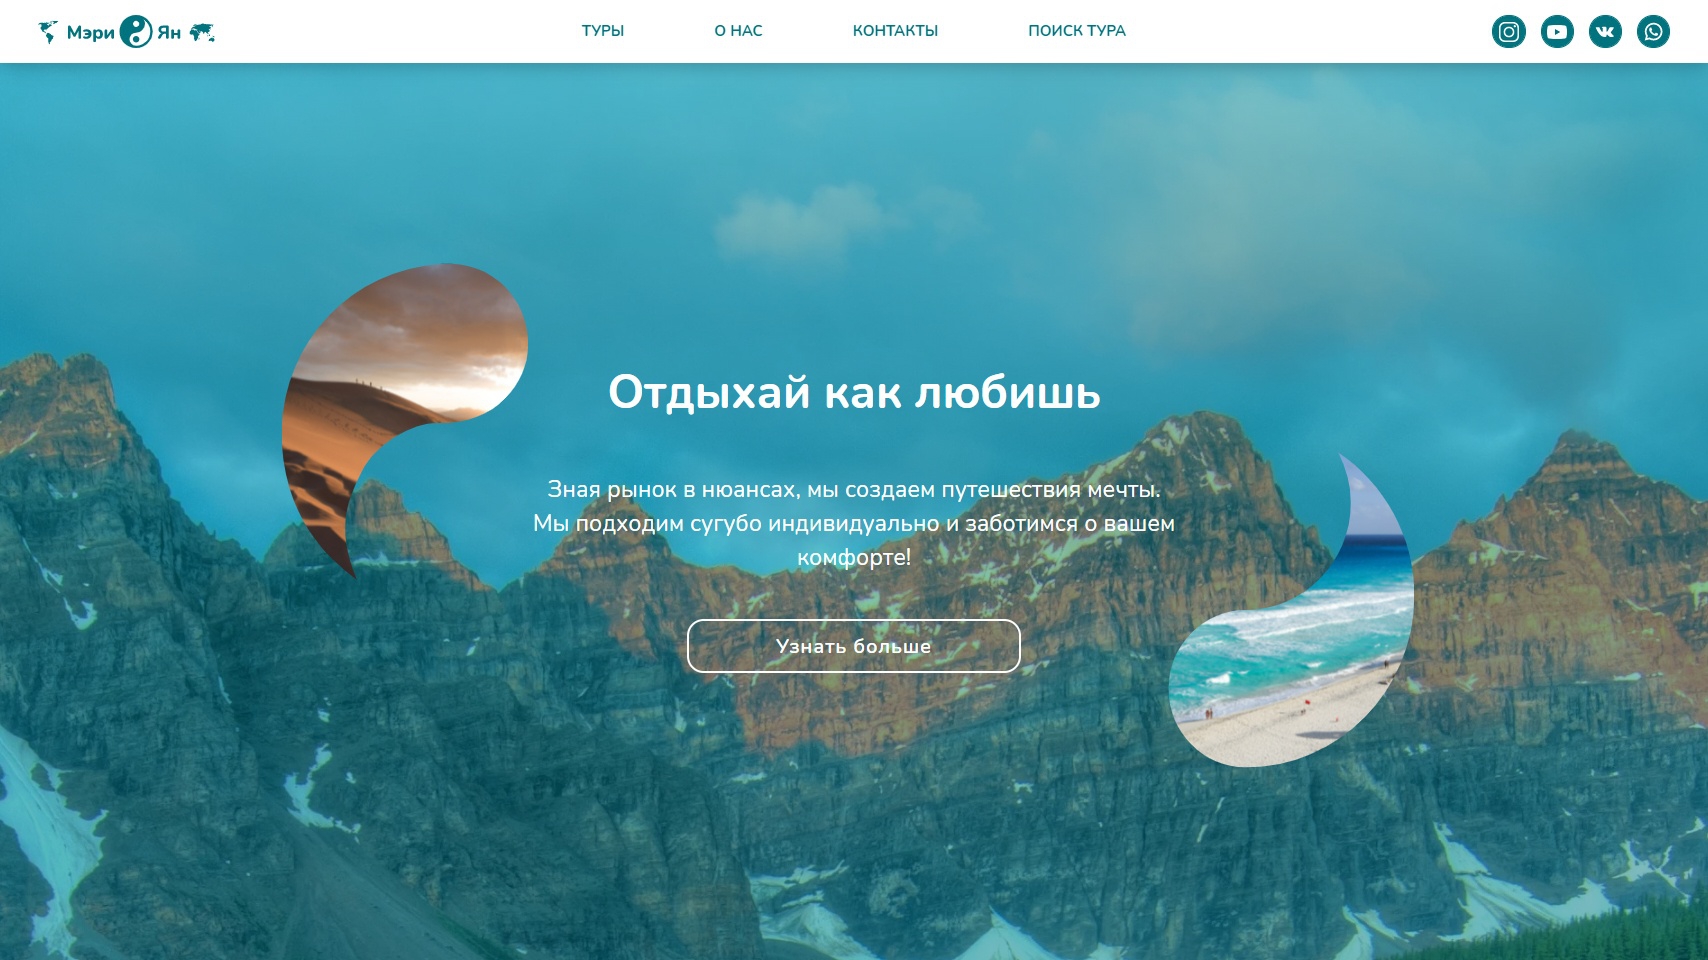 Мэри Ян
ТУРЫ
О НАС
КОНТАКТЫ
ПОИСК ТУРА
Отдыхай как любишь
Зная рынок в нюансах, мы создаем путешествия мечты.
Мы подходим сугубо индивидуально и заботимся о вашем
комфорте!
Узнать больше